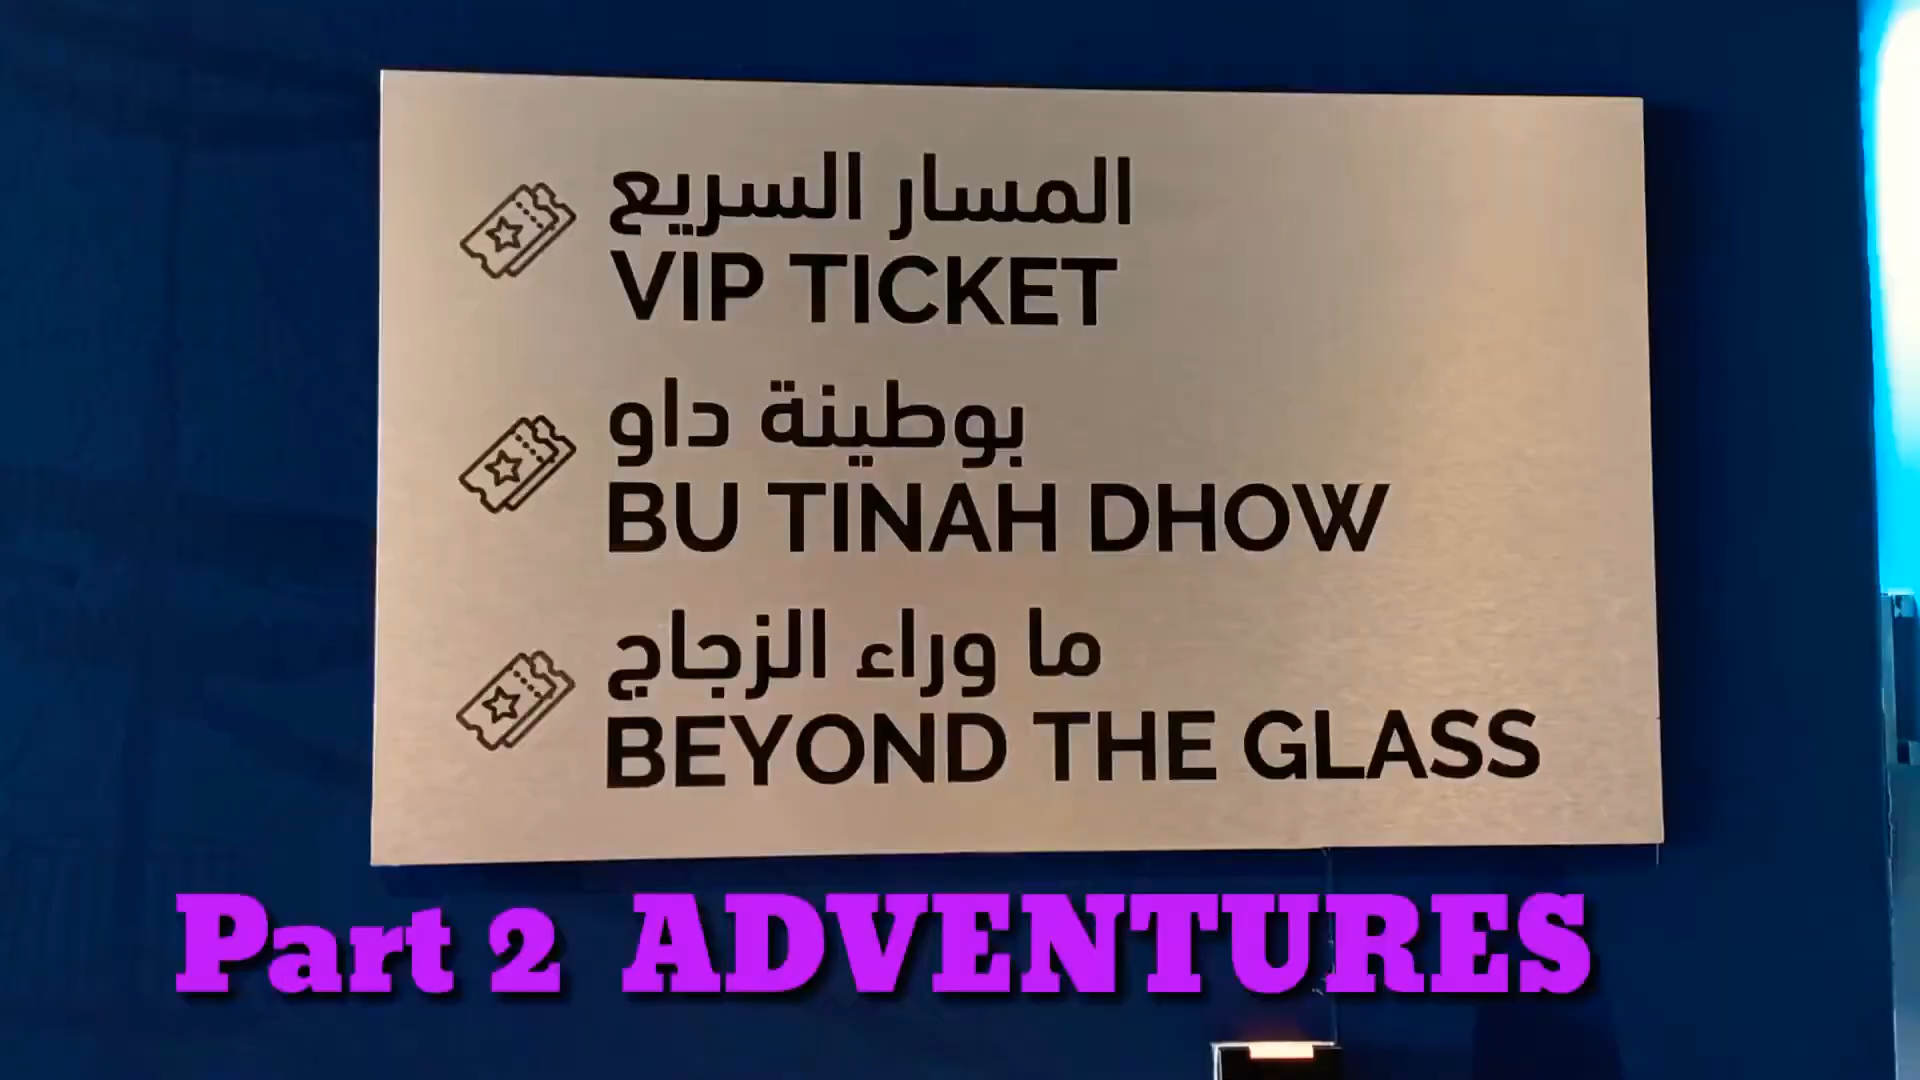 المسار السريع
VIP TICKET
بوطينة داو
BU TINAH DHOW
ما وراء الزجاج
BEYOND THE GLASS
Part 2 ADVENTURES